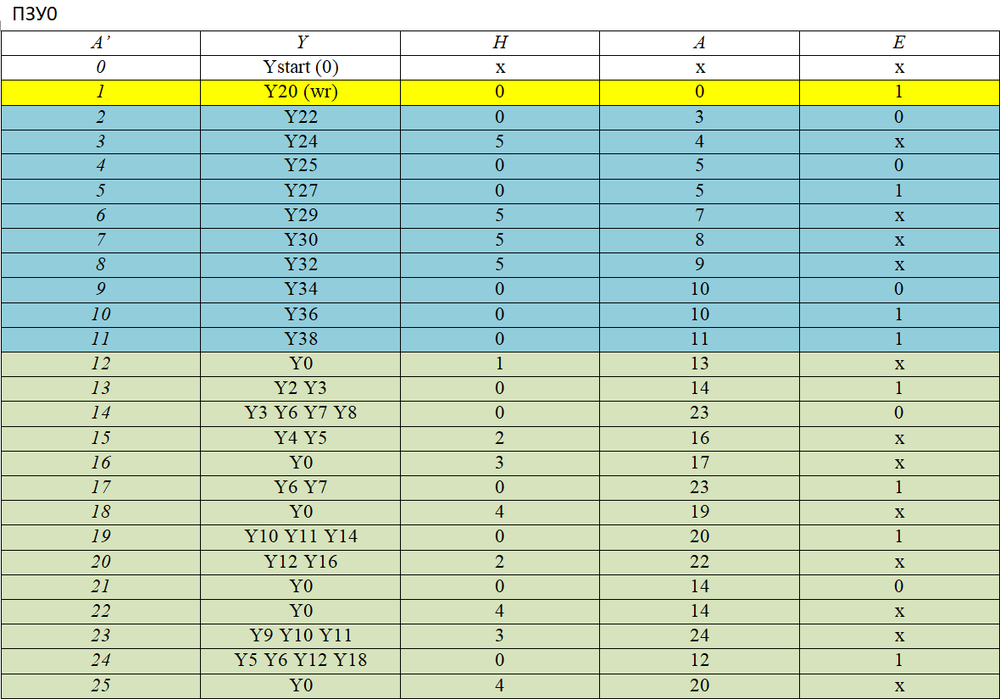 ПЗУ0
A’ Y H A E
0 Ystart (0) x x x
1 Y20 (wr) 0 0 1
2 Y22 0 3 0
3 Y24 5 4 x
4 Y25 0 5 0
5 Y27 0 5 1
6 Y29 5 7 x
7 Y30 5 8 x
8 Y32 5 9 x
9 Y34 0 10 0
10 Y36 0 10 1
11 Y38 0 11 1
12 Y0 1 13 x
13 Y2 Y3 0 14 1
14 Y3 Y6 Y7 Y8 0 23 0
15 Y4 Y5 2 16 x
16 Y0 3 17 x
17 Y6 Y7 0 23 1
18 Y0 4 19 x
19 Y10 Y11 Y14 0 20 1
20 Y12 Y16 2 22 x
21 Y0 0 14 0
22 Y0 4 14 x
23 Y9 Y10 Y11 3 24 x
24 Y5 Y6 Y12 Y18 0 12 1
25 Y0 4 20 x